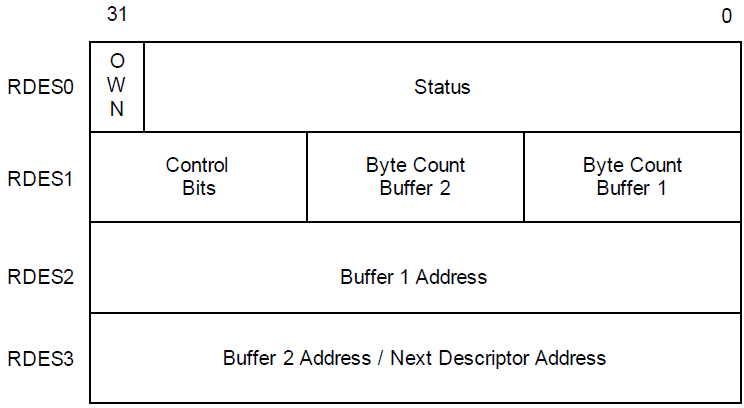 31 0
RDES0
O
W
N
Status
RDES1
Control
Bits
Byte Count
Buffer 2
Byte Count
Buffer 1
RDES2
Buffer 1 Address
RDES3
Buffer 2 Address / Next Descriptor Address